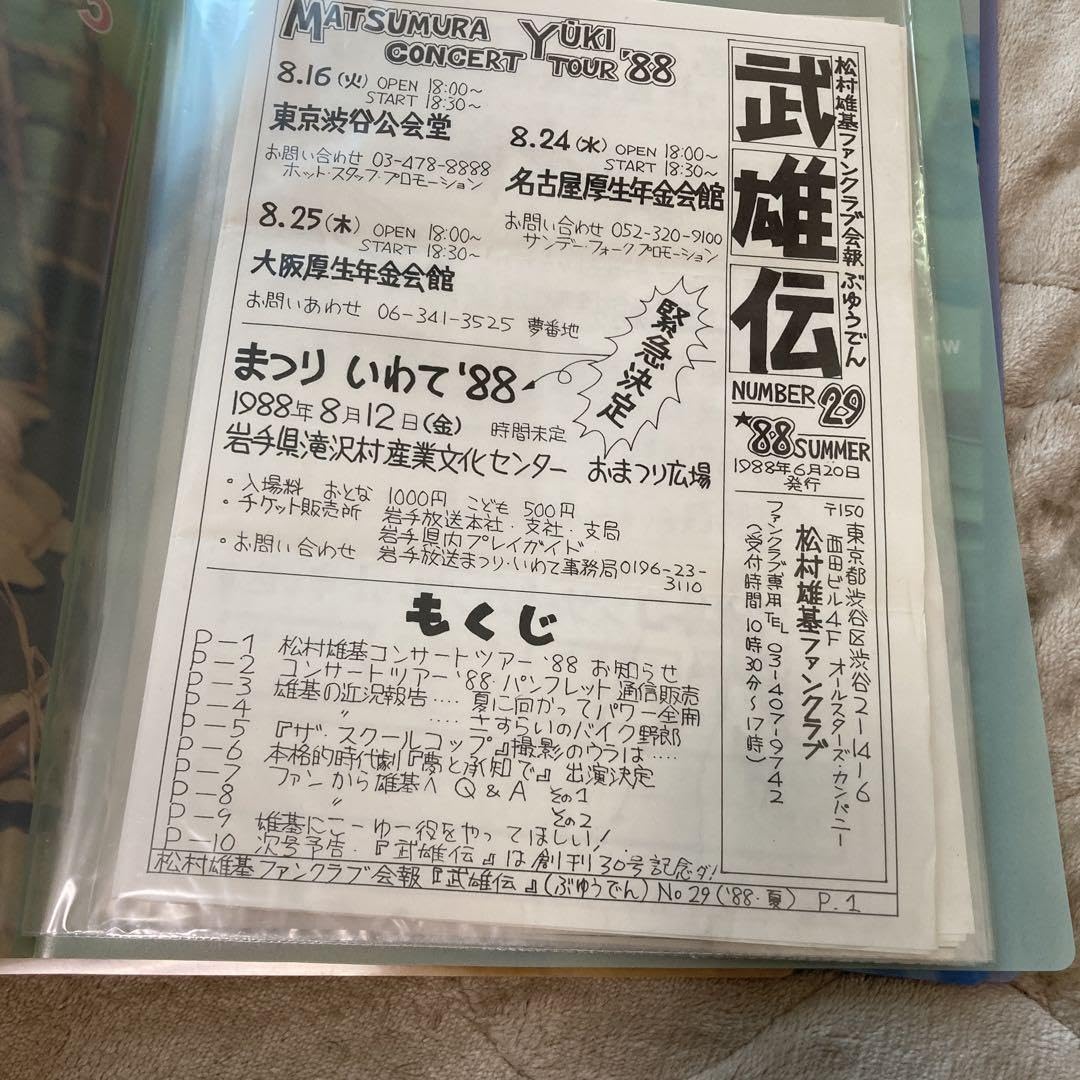 MATSUMURA YUKI
CONCERT TOUR '88
8.16(火) OPEN 18:00~
START 18:30~
東京渋谷公会堂
お問い合わせ 03-478-8888
ホット・スタッフ・プロモーション
8.24(水) OPEN 18:00~
START 18:30~
名古屋厚生年金会館
お問い合わせ 052-320-9100
サンデーフォークプロモーション
8.25(木) OPEN 18:00~
START 18:30~
大阪厚生年金会館
お問いあわせ 06-341-3525 夢番地
緊急決定
まつり いわて'88
1988年8月12日(金) 時間未定
岩手県滝沢村産業文化センター おまつり広場
・入場料 おとな 1000円 こども 500円
・チケット販売所 岩手放送本社・支社・支局
岩手県内プレイガイド
・お問い合わせ 岩手放送まつり・いわて事務局0196-23-
3110
もくじ
P-1 松村雄基コンサートツアー'88 お知らせ
P-2 コンサートツアー'88・パンフレット通信販売
P-3 雄基の近況報告‥‥夏に向かってパワー全開
P-4 〃 ‥‥さすらいのバイク野郎
P-5 『ザ・スクールコップ』撮影のウラは‥‥
P-6 本格的時代劇『夢と承知で』出演決定
P-7 ファンから雄基へ Q&A その1
P-8 〃 その2
P-9 雄基にこーゆー役をやってほしい!
P-10 次号予告・『武雄伝』は創刊30号記念ダ!
松村雄基ファンクラブ会報『武雄伝』(ぶゆうでん) No 29 ('88・夏) P.1
松村雄基ファンクラブ会報 ぶゆうでん
武雄伝
NUMBER 29
★'88 SUMMER
1988年6月20日
発行
〒150
東京都渋谷区渋谷2-14-6
西田ビル4F オールスターズ・カンパニー
松村雄基ファンクラブ
ファンクラブ専用TEL 03-407-9742
(受付時間10時30分~17時)